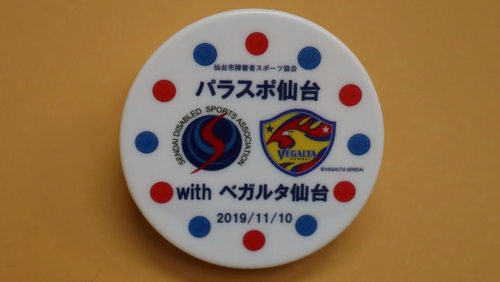 仙台市障害者スポーツ協会
パラスポ仙台
SENDAI DISABLED SPORTS ASSOCIATION
VEGALTA
SENDAI
©VEGALTA SENDAI
with ベガルタ仙台
2019/11/10